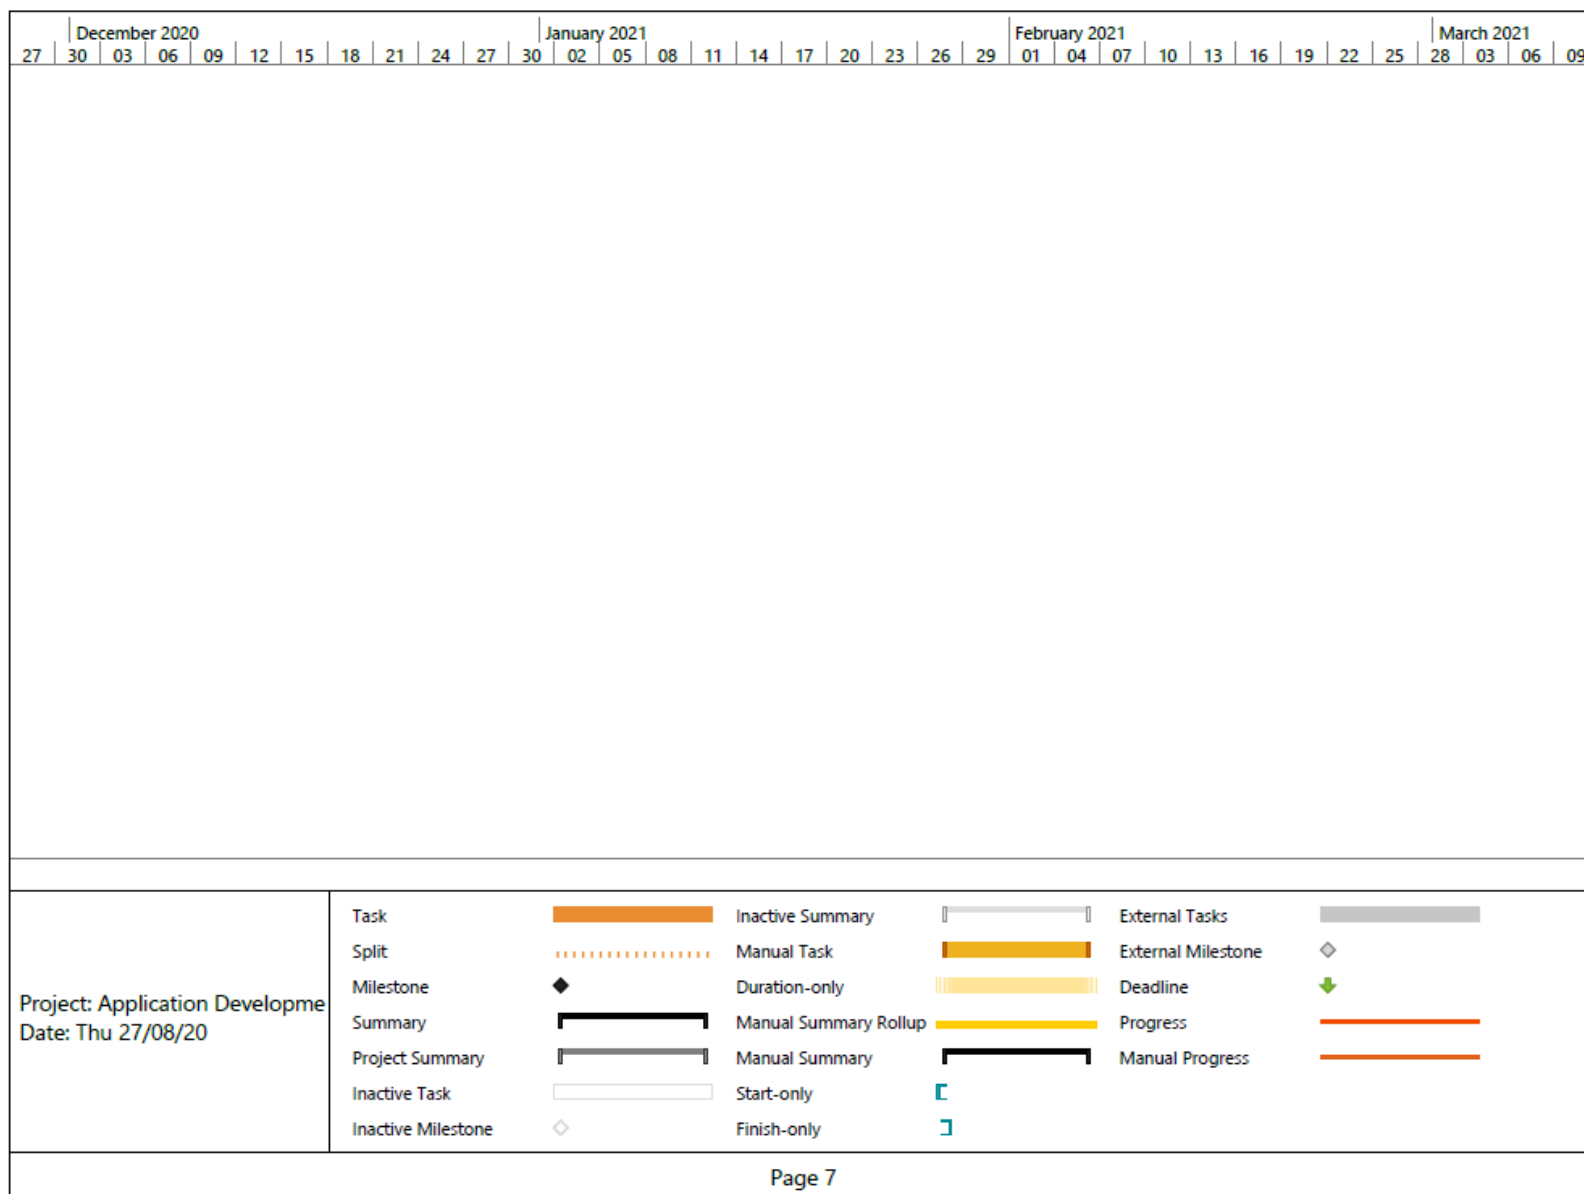 December 2020 January 2021 February 2021 March 2021
27 30 03 06 09 12 15 18 21 24 27 30 02 05 08 11 14 17 20 23 26 29 01 04 07 10 13 16 19 22 25 28 03 06 09
Task Inactive Summary External Tasks
Split Manual Task External Milestone
Milestone Duration-only Deadline
Project: Application Developme
Summary Manual Summary Rollup Progress
Date: Thu 27/08/20
Project Summary Manual Summary Manual Progress
Inactive Task Start-only
Inactive Milestone Finish-only
Page 7